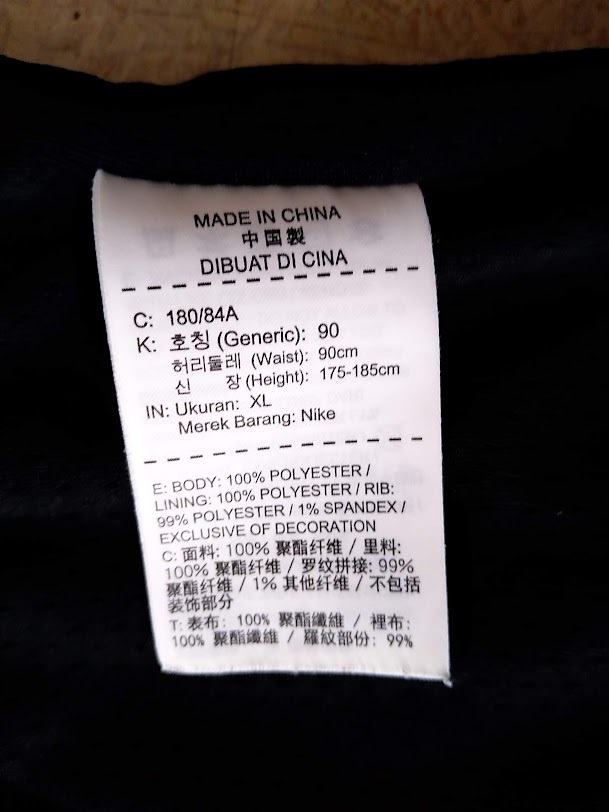 MADE IN CHINA
中国製
DIBUAT DI CINA
C: 180/84A
K: 호칭 (Generic): 90
허리둘레 (Waist): 90cm
신 장 (Height): 175-185cm
IN: Ukuran: XL
Merek Barang: Nike
E: BODY: 100% POLYESTER /
LINING: 100% POLYESTER / RIB:
99% POLYESTER / 1% SPANDEX /
EXCLUSIVE OF DECORATION
C: 面料: 100% 聚酯纤维 / 里料:
100% 聚酯纤维 / 罗纹拼接: 99%
聚酯纤维 / 1% 其他纤维 / 不包括
装饰部分
T: 表布: 100% 聚酯纖維 / 裡布:
100% 聚酯纖維 / 羅紋部份: 99%